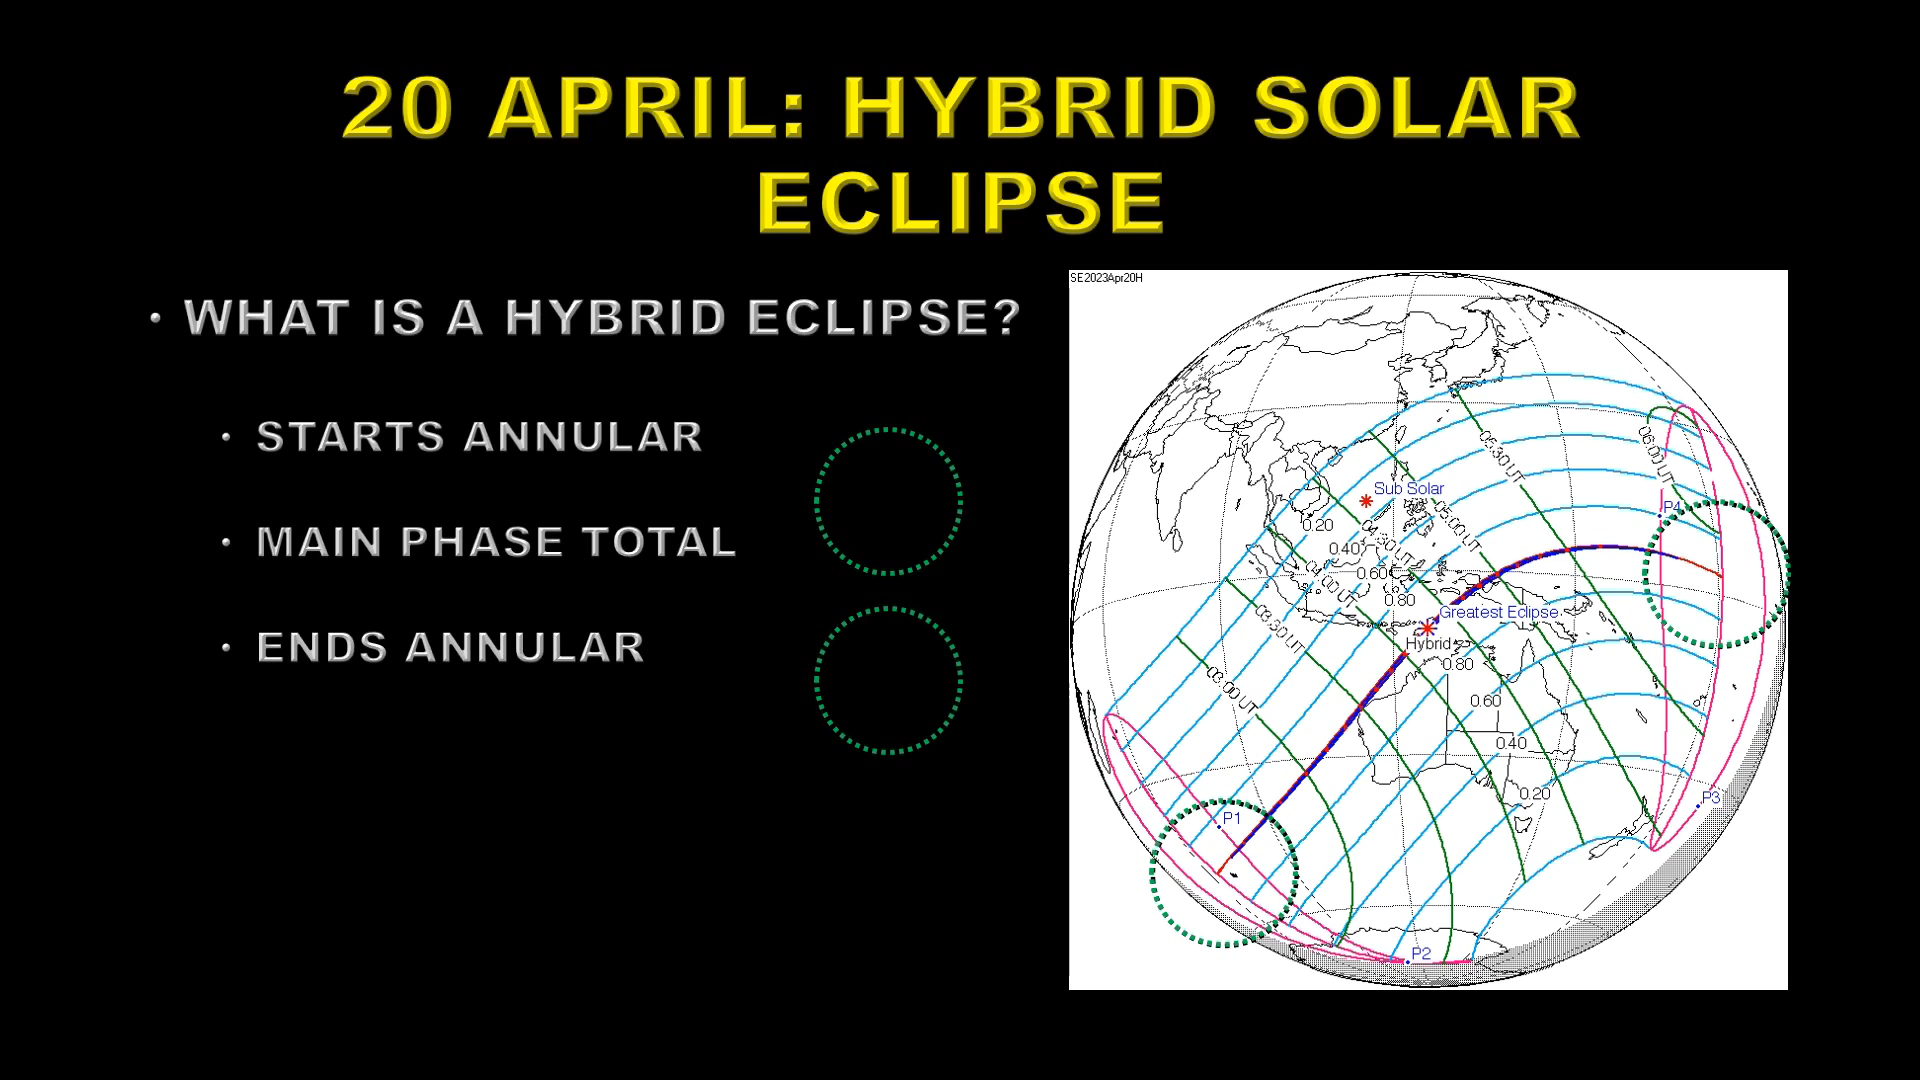 20 APRIL: HYBRID SOLAR
ECLIPSE
• WHAT IS A HYBRID ECLIPSE?
• STARTS ANNULAR
• MAIN PHASE TOTAL
• ENDS ANNULAR
SE2023Apr20H
Sub Solar
0.20
0.40
0.60
0.80
Greatest Eclipse
Hybrid
0.80
0.60
0.40
0.20
03:00 UT
03:30 UT
04:00 UT
04:30 UT
05:00 UT
05:30 UT
06:00 UT
P1
P2
P3
P4